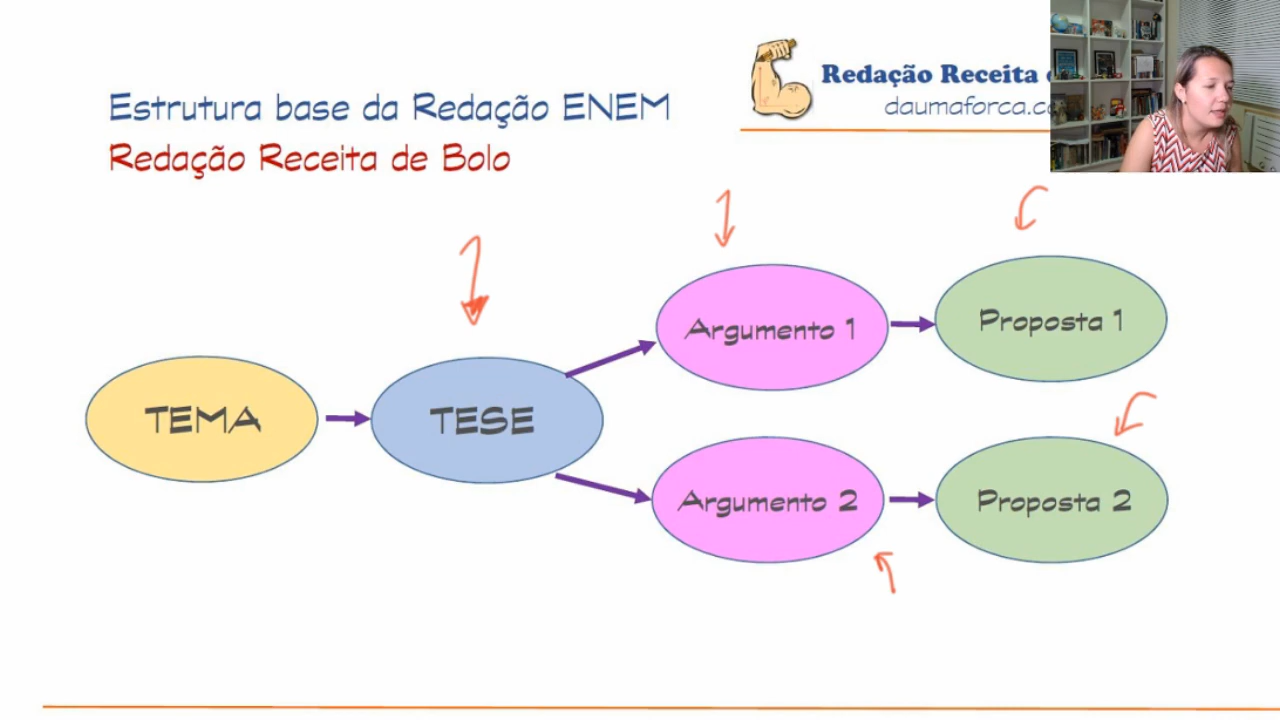 Estrutura base da Redação ENEM
Redação Receita de Bolo
Redação Receita
daumaforca.co
TEMA
TESE
Argumento 1
Proposta 1
Argumento 2
Proposta 2